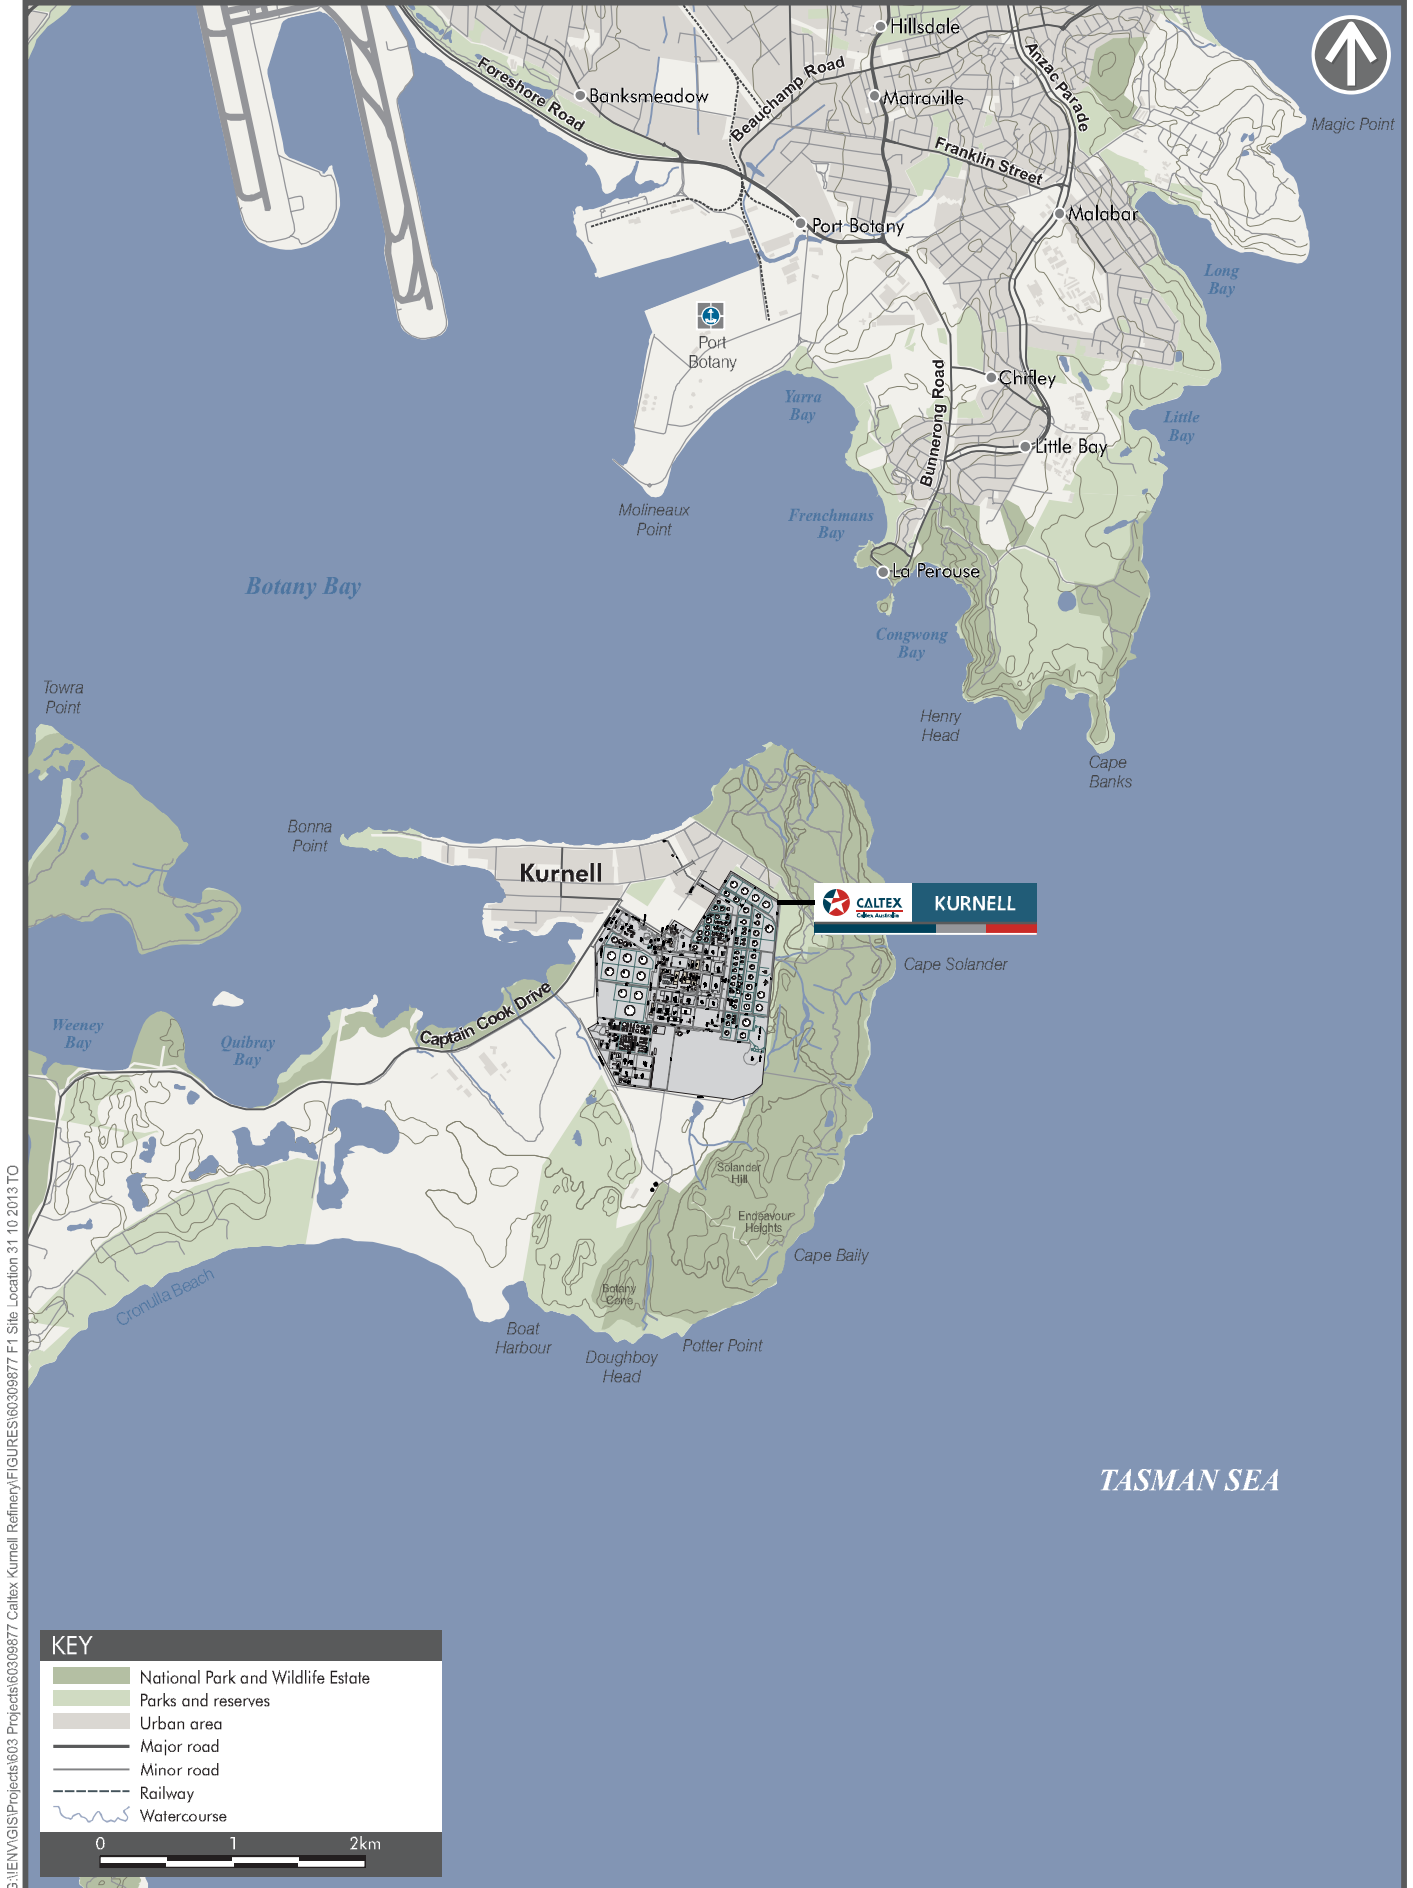 Hillsdale
Foreshore Road
Banksmeadow
Beauchamp Road
Matraville
Anzac Parade
Magic Point
Franklin Street
Malabar
Port Botany
Long
Bay
Port
Botany
Chifley
Yarra
Bay
Bunnerong Road
Little
Bay
Little Bay
Molineaux
Point
Frenchmans
Bay
La Perouse
Botany Bay
Congwong
Bay
Towra
Point
Henry
Head
Cape
Banks
Bonna
Point
Kurnell
CALTEX
Caltex Australia
KURNELL
Cape Solander
Captain Cook Drive
Weeney
Bay
Quibray
Bay
Solander
Hill
Endeavour
Heights
Cape Baily
Botany
Cone
Cronulla Beach
Boat
Harbour
Doughboy
Head
Potter Point
TASMAN SEA
KEY
National Park and Wildlife Estate
Parks and reserves
Urban area
Major road
Minor road
Railway
Watercourse
0 1 2km
G:\!ENV\GIS\Projects\603 Projects\60309877 Caltex Kurnell Refinery\FIGURES\60309877 F1 Site Location 31 10 2013 TO